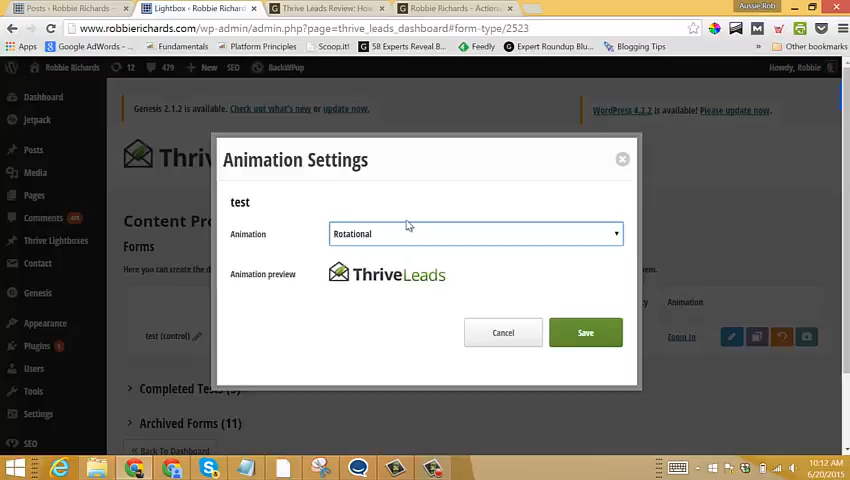 Posts ‹ Robbie Richards —
Lightbox ‹ Robbie Richard
Thrive Leads Review: How
Robbie Richards - Action
Aussie Rob
www.robbierichards.com/wp-admin/admin.php?page=thrive_leads_dashboard#form-type/2523
Apps
Google AdWords -
Fundamentals
Platform Principles
Scoop.it!
58 Experts Reveal B
Feedly
Expert Roundup Blu
Blogging Tips
Other bookmarks
Robbie Richards
12
479
New
SEO
BackWPup
Howdy, Robbie
Dashboard
Jetpack
Posts
Media
Pages
Comments
Thrive Lightboxes
Contact
Genesis
Appearance
Plugins 1
Users
Tools
Settings
SEO
Genesis 2.1.2 is available. Check out what's new or update now.
WordPress 4.2.2 is available! Please update now.
Thri
Content Pr
Forms
Here you can create the d
em.
Animation
test (control)
Zoom In
Completed Tests
Archived Forms (11)
Back To Dashboard
Animation Settings
test
Animation
Rotational
Animation preview
ThriveLeads
Cancel
Save
10:12 AM
6/20/2015